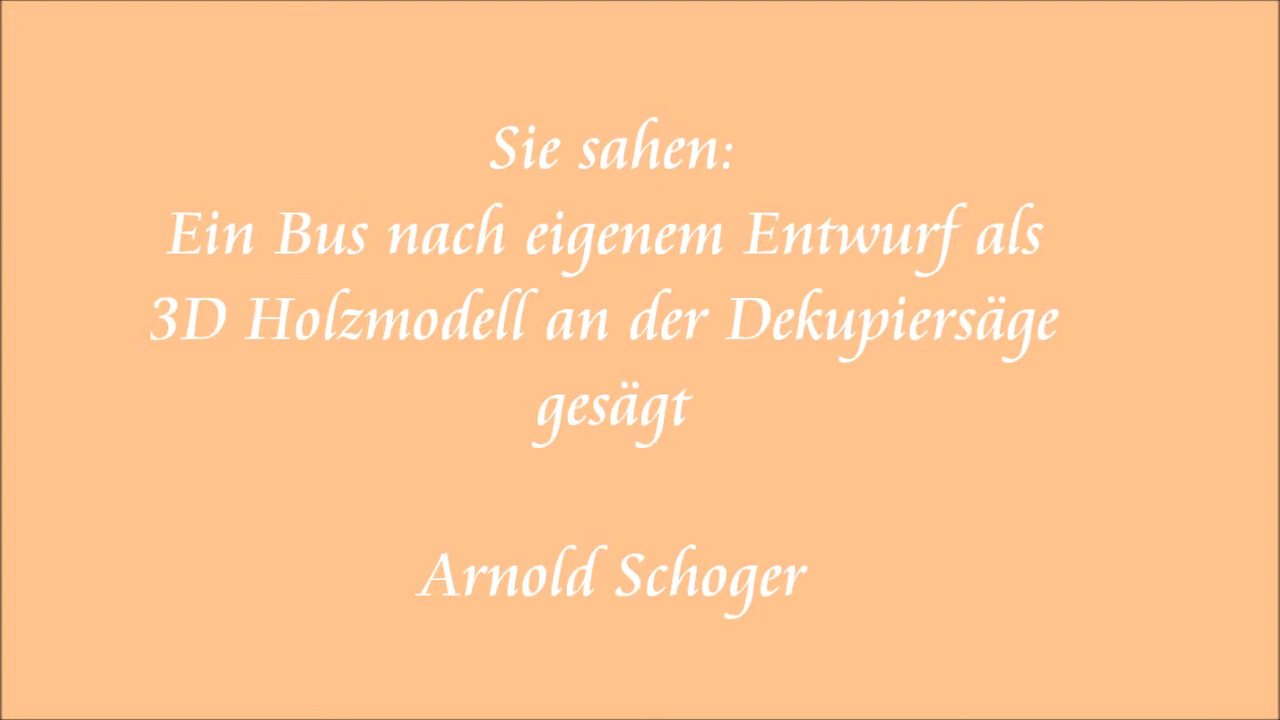 Sie sahen:
Ein Bus nach eigenem Entwurf als
3D Holzmodell an der Dekupiersäge
gesägt
Arnold Schoger